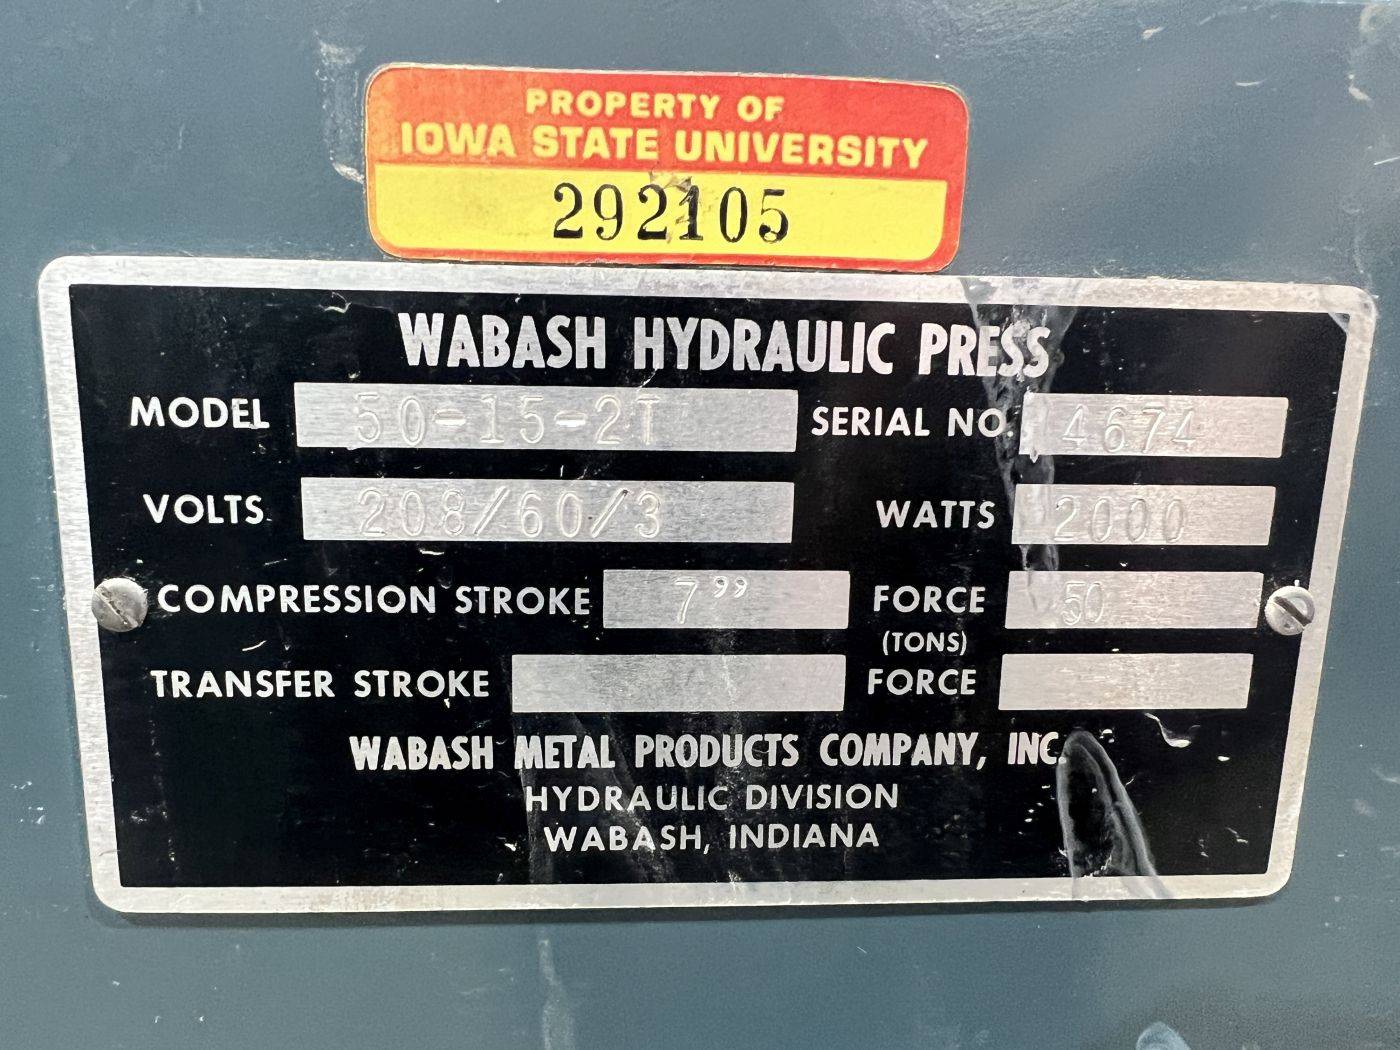 PROPERTY OF
IOWA STATE UNIVERSITY
292105
WABASH HYDRAULIC PRESS
MODEL 50-15-2T SERIAL NO. 4674
VOLTS 208/60/3 WATTS 2000
COMPRESSION STROKE 7” FORCE 50
(TONS)
TRANSFER STROKE FORCE
WABASH METAL PRODUCTS COMPANY, INC.
HYDRAULIC DIVISION
WABASH, INDIANA